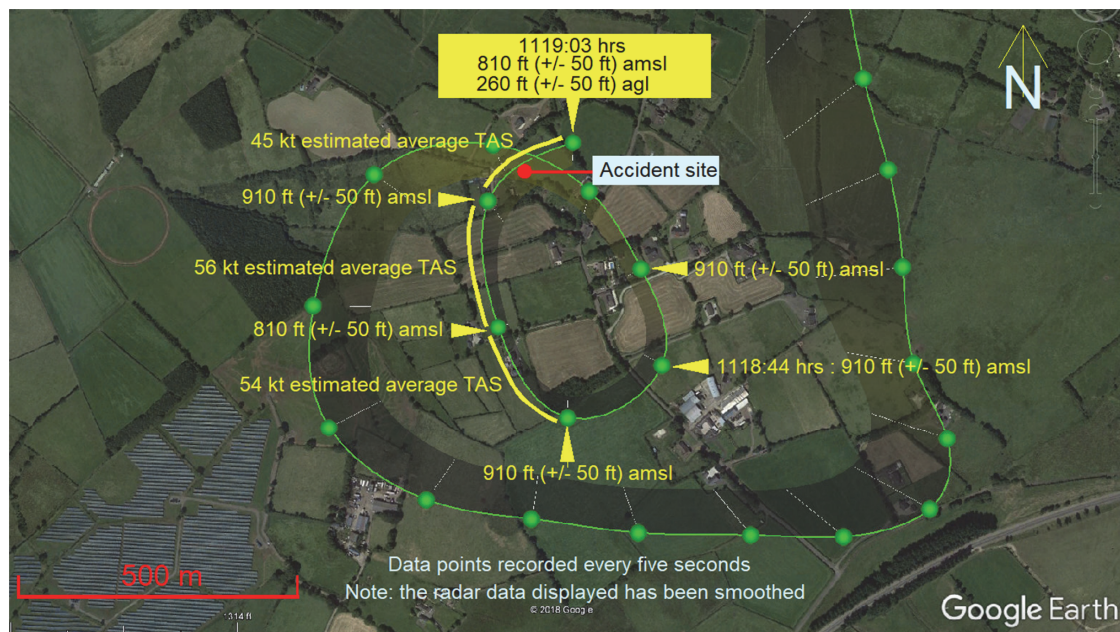 1119:03 hrs
810 ft (+/- 50 ft) amsl
260 ft (+/- 50 ft) agl
N
45 kt estimated average TAS
Accident site
910 ft (+/- 50 ft) amsl
56 kt estimated average TAS
910 ft (+/- 50 ft) amsl
810 ft (+/- 50 ft) amsl
1118:44 hrs : 910 ft (+/- 50 ft) amsl
54 kt estimated average TAS
910 ft (+/- 50 ft) amsl
500 m
Data points recorded every five seconds
Note: the radar data displayed has been smoothed
© 2018 Google
1314 ft
Google Earth